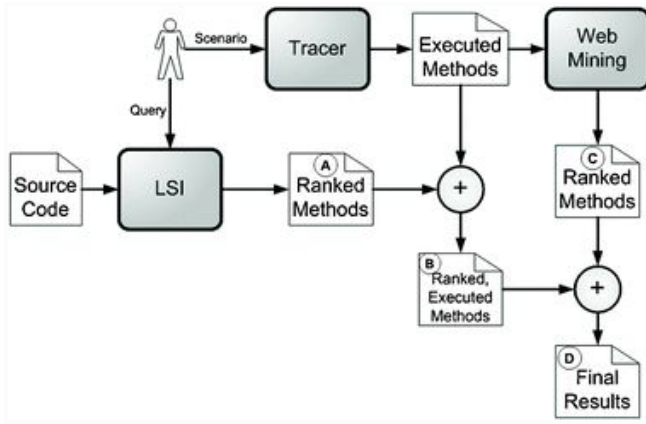 Scenario
Tracer
Executed
Methods
Web
Mining
Query
Source
Code
LSI
A
Ranked
Methods
+
C
Ranked
Methods
B
Ranked,
Executed
Methods
+
D
Final
Results